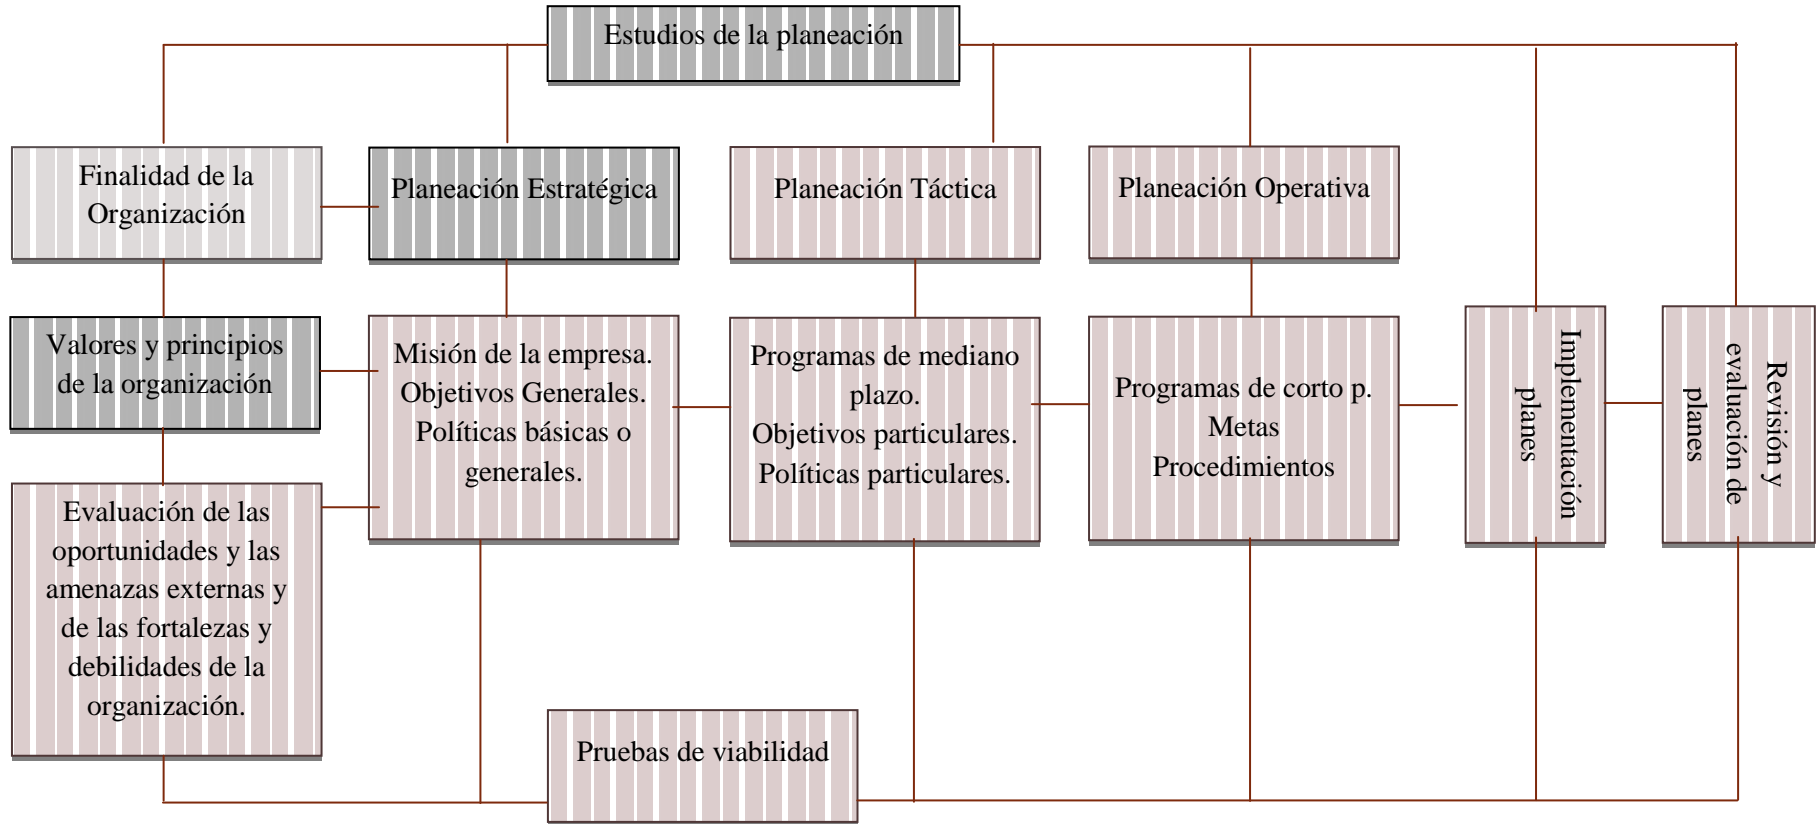 Estudios de la planeación
Finalidad de la
Organización
Planeación Estratégica
Planeación Táctica
Planeación Operativa
Valores y principios
de la organización
Misión de la empresa.
Objetivos Generales.
Políticas básicas o
generales.
Programas de mediano
plazo.
Objetivos particulares.
Políticas particulares.
Programas de corto p.
Metas
Procedimientos
Implementación
planes
Revisión y
evaluación de
planes
Evaluación de las
oportunidades y las
amenazas externas y
de las fortalezas y
debilidades de la
organización.
Pruebas de viabilidad